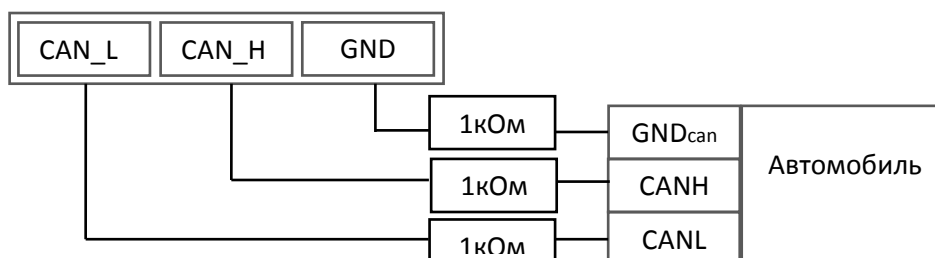 CAN_L CAN_H GND
1кОм GNDcan
1кОм CANH Автомобиль
1кОм CANL